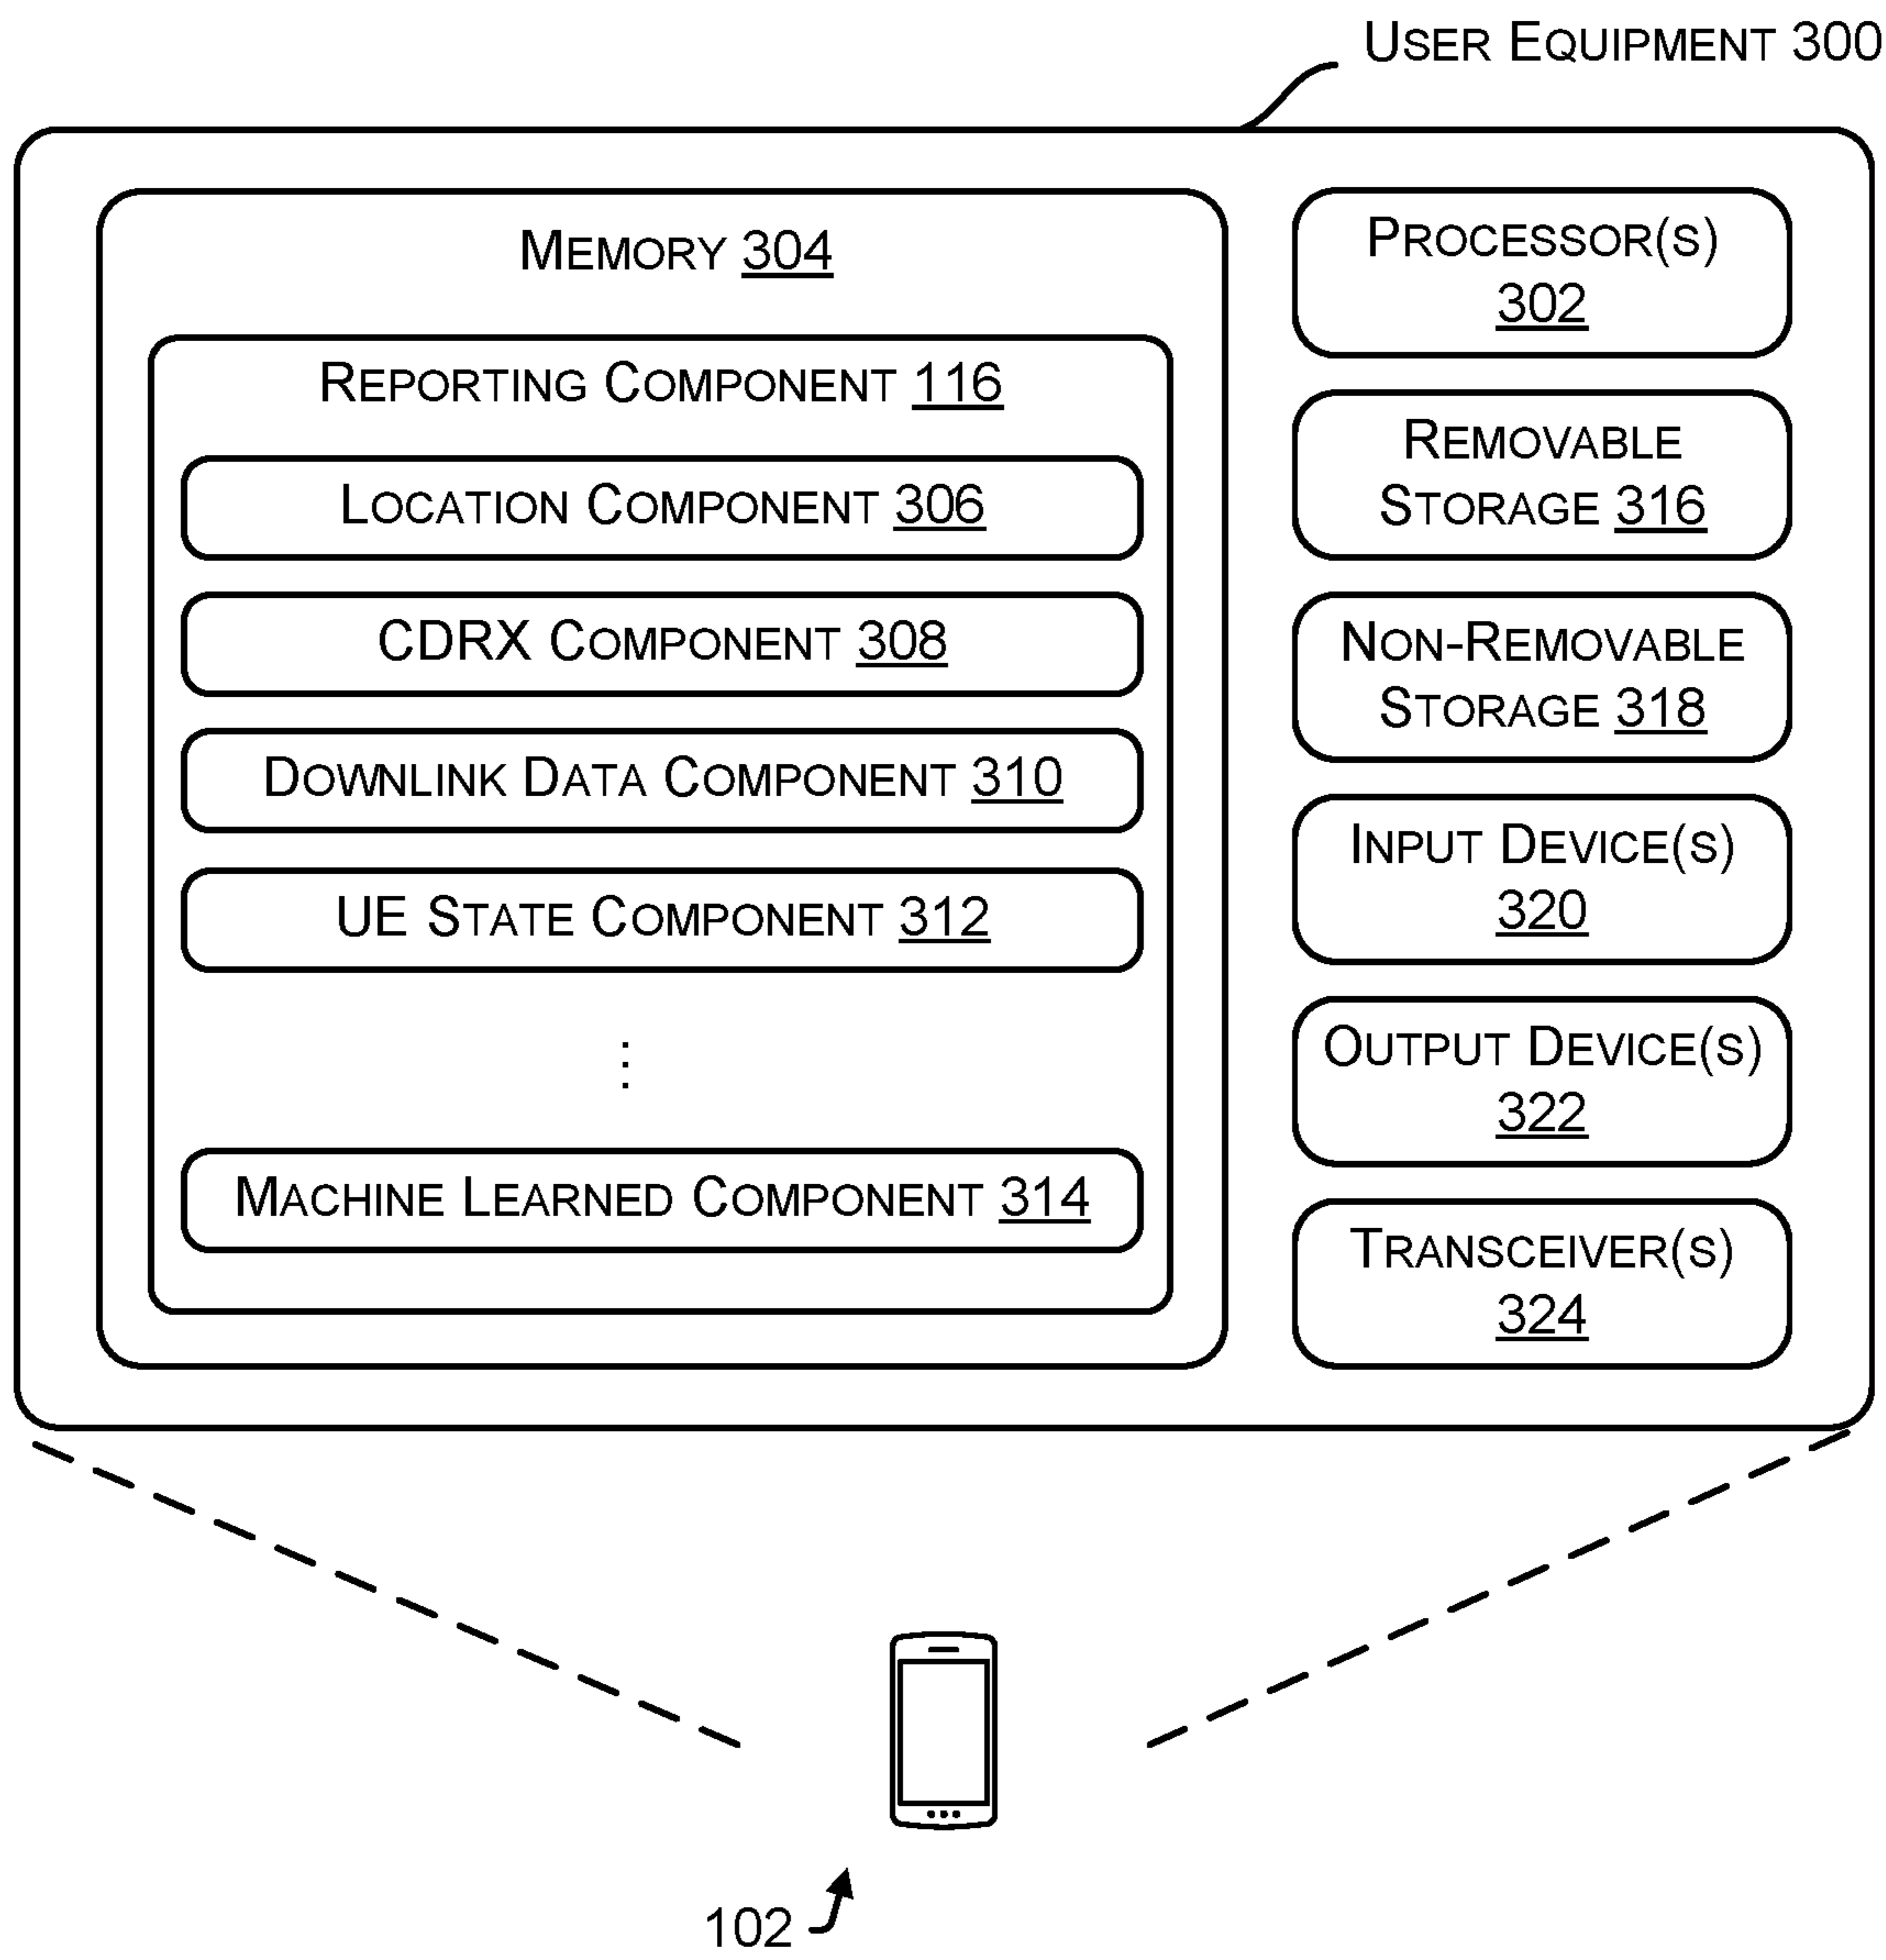 User Equipment 300
Memory 304
Reporting Component 116
Location Component 306
CDRX Component 308
Downlink Data Component 310
UE State Component 312
⋮
Machine Learned Component 314
Processor(s)
302
Removable
Storage 316
Non-Removable
Storage 318
Input Device(s)
320
Output Device(s)
322
Transceiver(s)
324
102